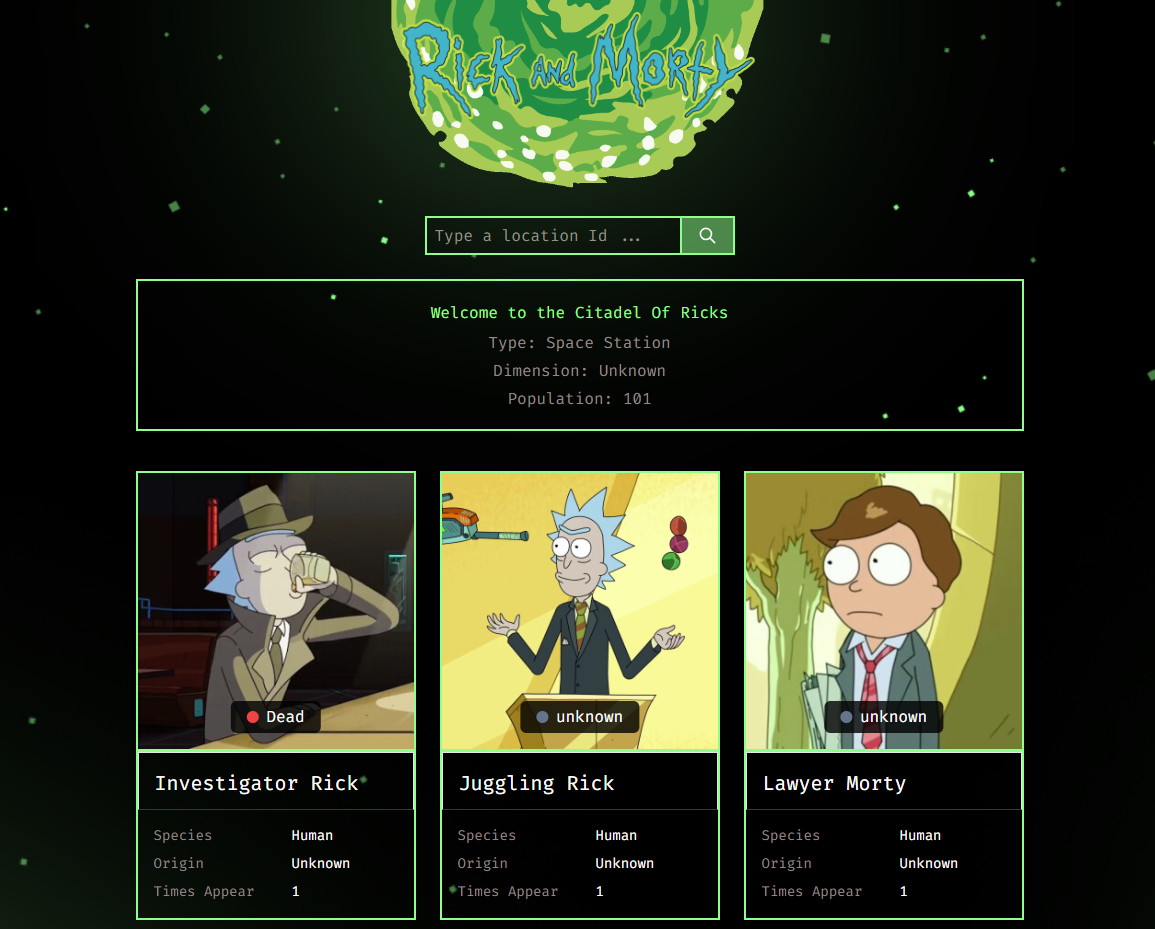 Rick and Morty
Type a location Id ...
Welcome to the Citadel Of Ricks
Type: Space Station
Dimension: Unknown
Population: 101
Dead
unknown
unknown
Investigator Rick
Juggling Rick
Lawyer Morty
Species Human
Species Human
Species Human
Origin Unknown
Origin Unknown
Origin Unknown
Times Appear 1
Times Appear 1
Times Appear 1